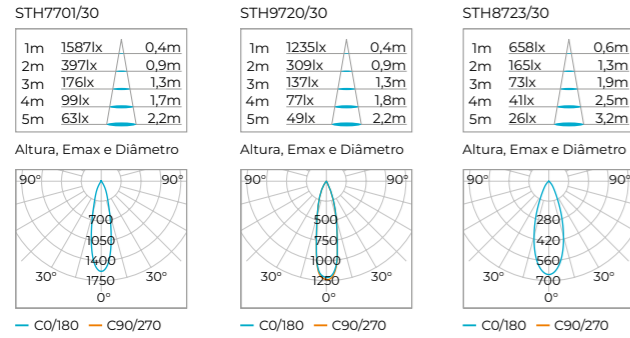 STH7701/30
1m 1587lx 0,4m
2m 397lx 0,9m
3m 176lx 1,3m
4m 99lx 1,7m
5m 63lx 2,2m
Altura, Emax e Diâmetro
90° 90°
700
1050
1400
30° 1750 30°
0°
C0/180 C90/270
STH9720/30
1m 1235lx 0,4m
2m 309lx 0,9m
3m 137lx 1,3m
4m 77lx 1,8m
5m 49lx 2,2m
Altura, Emax e Diâmetro
90° 90°
500
750
1000
30° 1250 30°
0°
C0/180 C90/270
STH8723/30
1m 658lx 0,6m
2m 165lx 1,3m
3m 73lx 1,9m
4m 41lx 2,5m
5m 26lx 3,2m
Altura, Emax e Diâmetro
90° 90°
280
420
560
30° 700 30°
0°
C0/180 C90/270